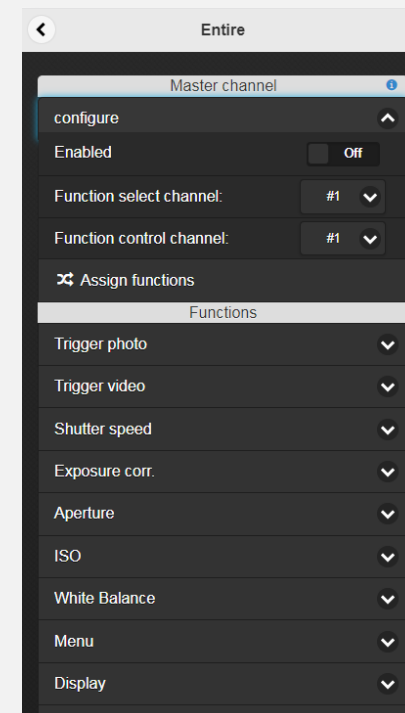 Entire
Master channel
configure
Enabled Off
Function select channel: #1
Function control channel: #1
Assign functions
Functions
Trigger photo
Trigger video
Shutter speed
Exposure corr.
Aperture
ISO
White Balance
Menu
Display